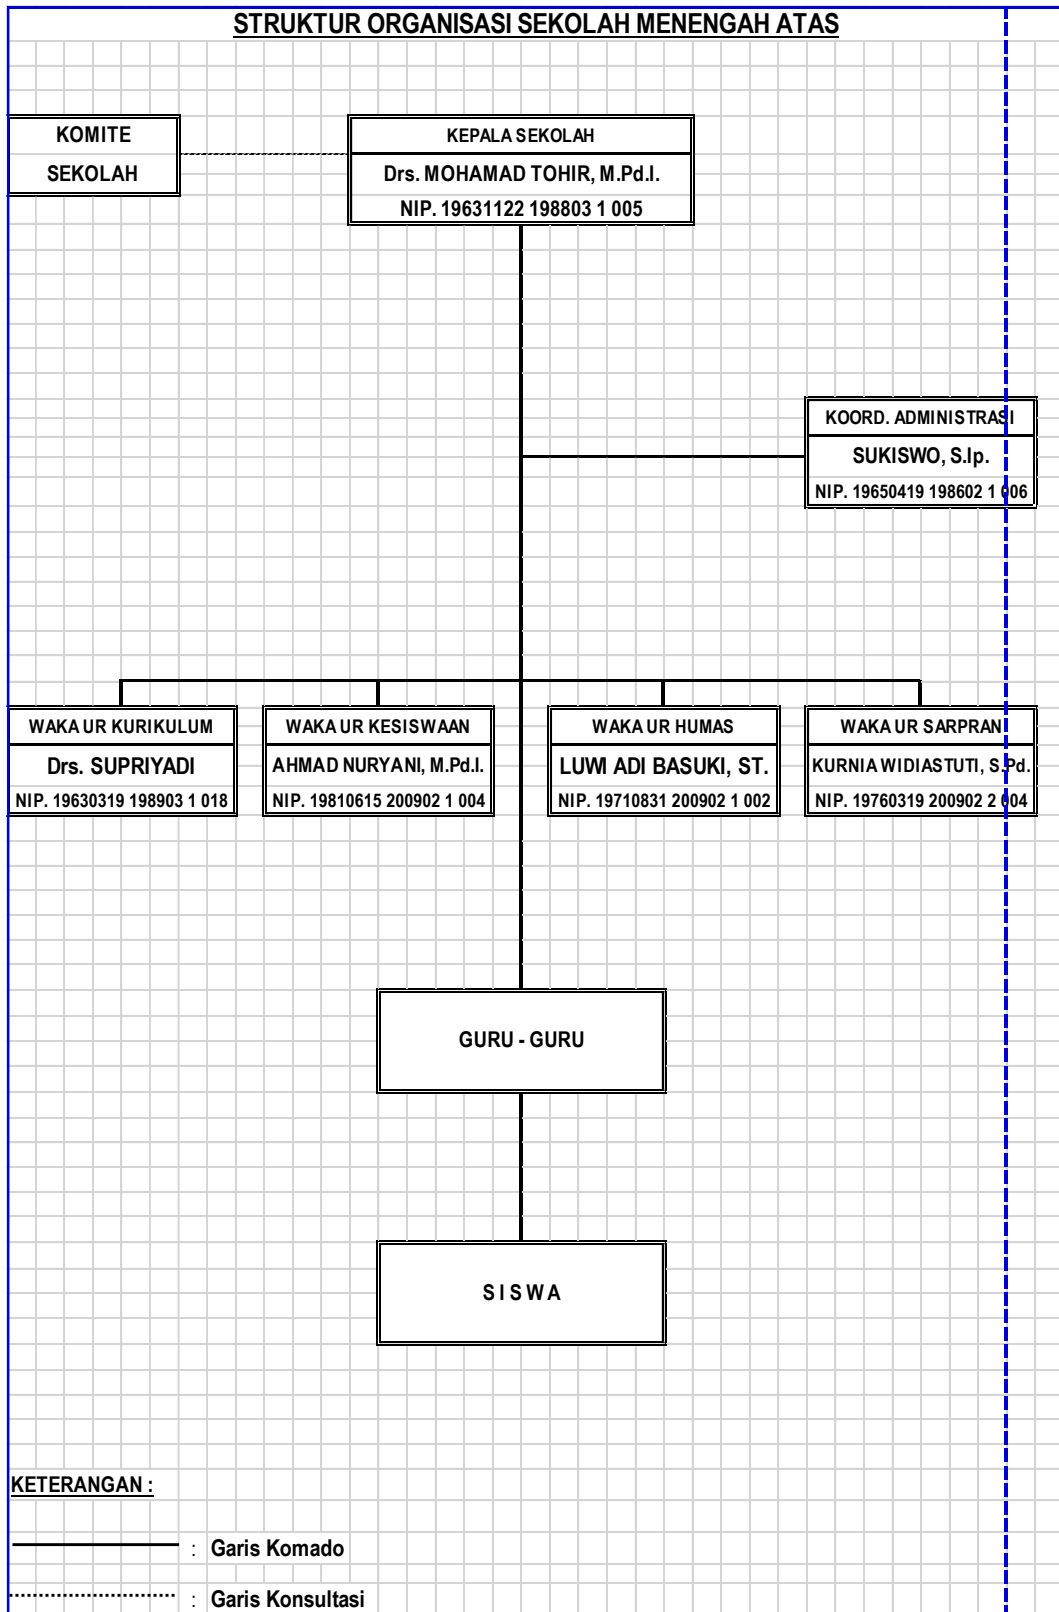 STRUKTUR ORGANISASI SEKOLAH MENENGAH ATAS
KOMITE
SEKOLAH
KEPALA SEKOLAH
Drs. MOHAMAD TOHIR, M.Pd.I.
NIP. 19631122 198803 1 005
KOORD. ADMINISTRASI
SUKISWO, S.Ip.
NIP. 19650419 198602 1 006
WAKA UR KURIKULUM
Drs. SUPRIYADI
NIP. 19630319 198903 1 018
WAKA UR KESISWAAN
AHMAD NURYANI, M.Pd.I.
NIP. 19810615 200902 1 004
WAKA UR HUMAS
LUWI ADI BASUKI, ST.
NIP. 19710831 200902 1 002
WAKA UR SARPRAN
KURNIA WIDIASTUTI, S.Pd.
NIP. 19760319 200902 2 004
GURU - GURU
S I S W A
KETERANGAN :
: Garis Komado
: Garis Konsultasi